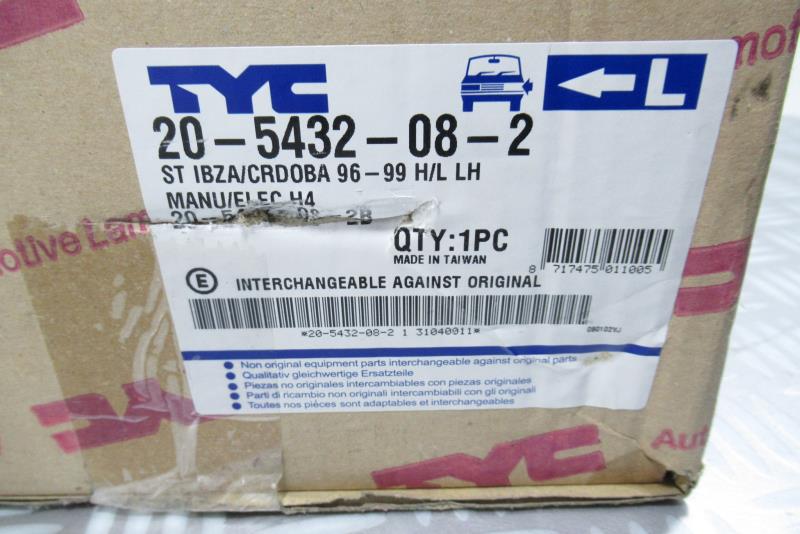 TYC
L
20-5432-08-2
ST IBZA/CRDOBA 96-99 H/L LH
MANU/ELEC H4
QTY:1PC
MADE IN TAIWAN
8 717475 011005
E INTERCHANGEABLE AGAINST ORIGINAL
*20-5432-08-2 1 31040911*
080102YJ
Non original equipment parts interchangeable against original parts
Qualitativ gleichwertige Ersatzteile
Piezas no originales intercambiables con piezas originales
Parti di ricambio non originali intercambiabili con gli originali
Toutes nos pièces sont adaptables et interchangeables
TYC